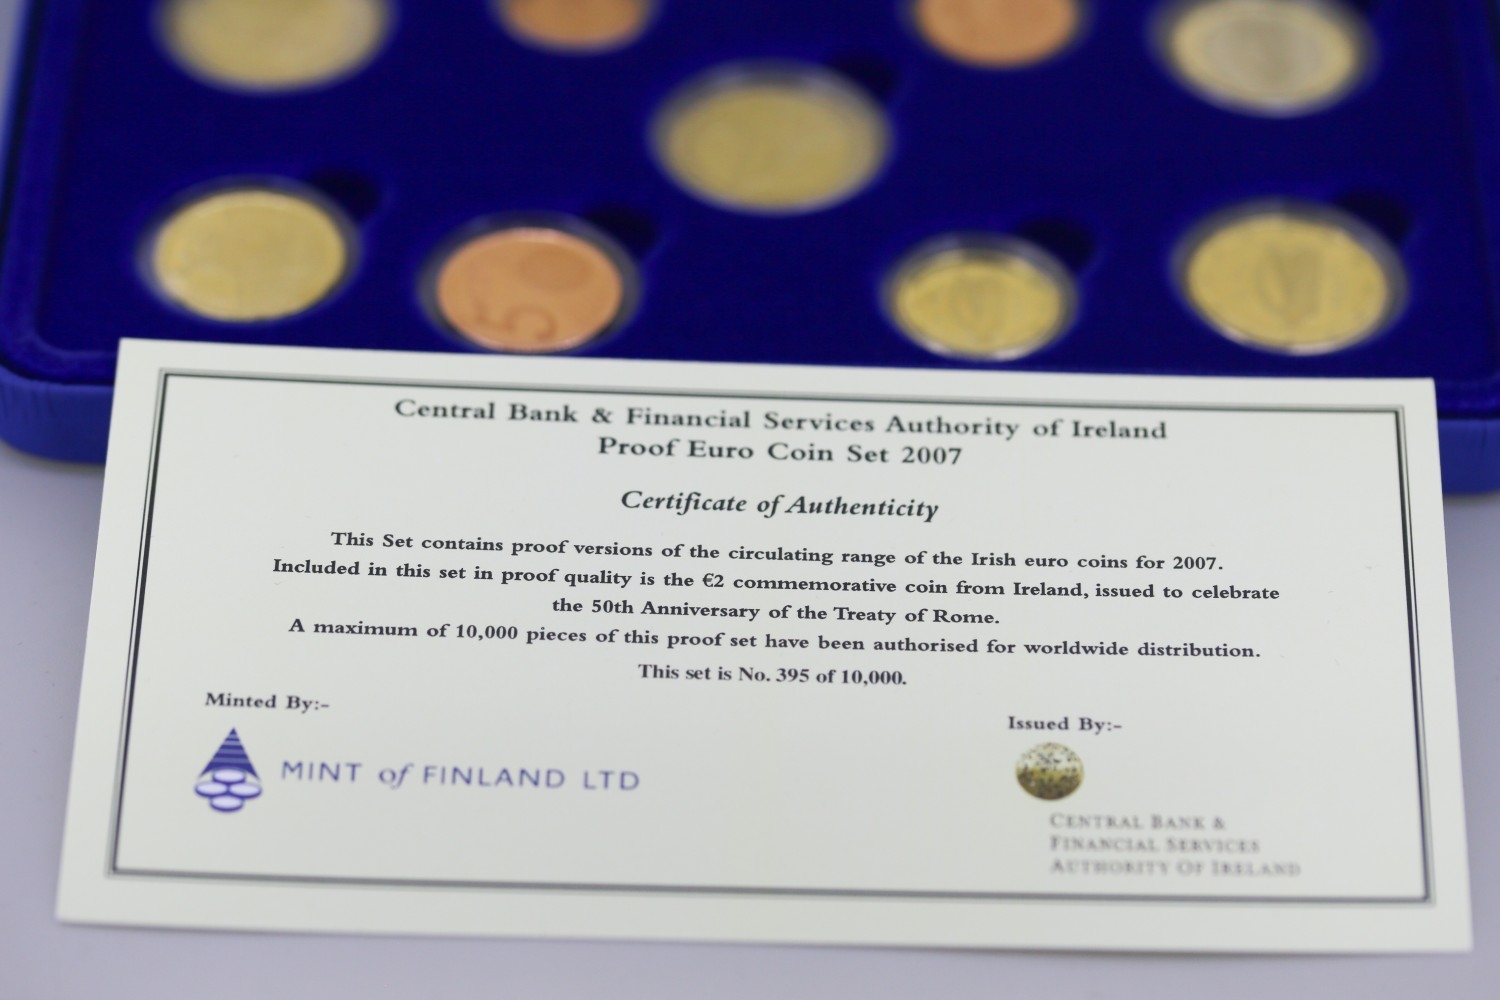 Central Bank & Financial Services Authority of Ireland
Proof Euro Coin Set 2007
Certificate of Authenticity
This Set contains proof versions of the circulating range of the Irish euro coins for 2007.
Included in this set in proof quality is the €2 commemorative coin from Ireland, issued to celebrate
the 50th Anniversary of the Treaty of Rome.
A maximum of 10,000 pieces of this proof set have been authorised for worldwide distribution.
This set is No. 395 of 10,000.
Minted By:-
MINT of FINLAND LTD
Issued By:-
CENTRAL BANK &
FINANCIAL SERVICES
AUTHORITY OF IRELAND
5